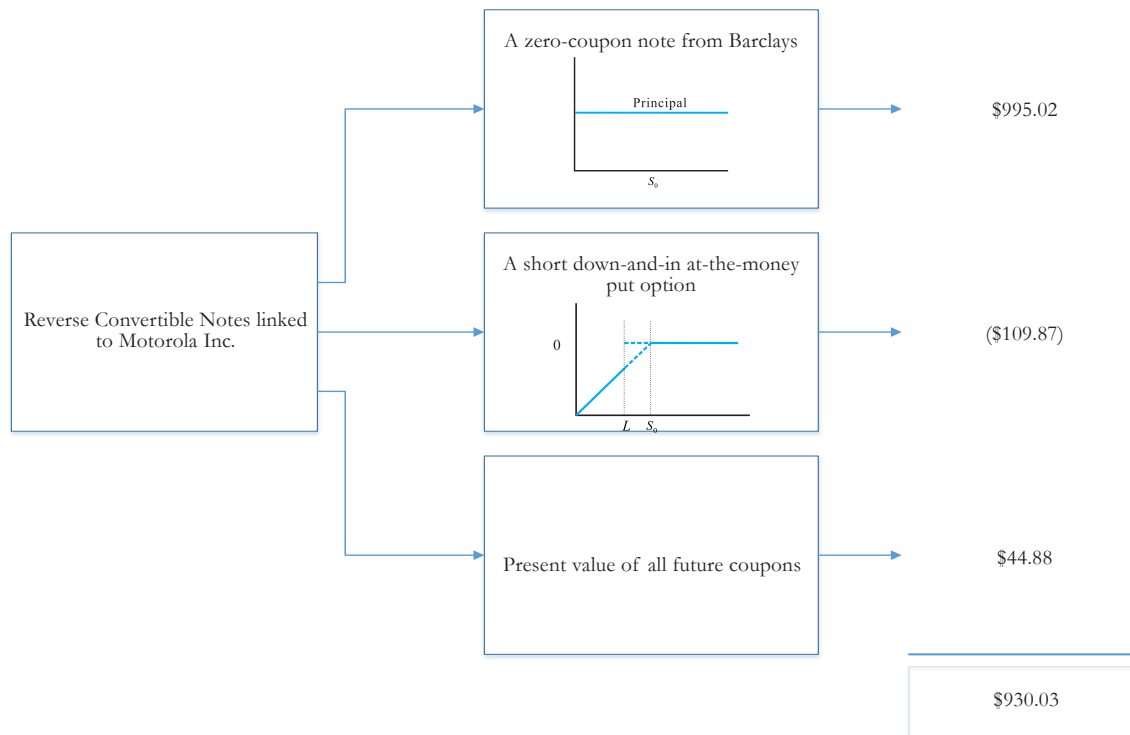 A zero-coupon note from Barclays
Principal
S₀
$995.02
Reverse Convertible Notes linked
to Motorola Inc.
A short down-and-in at-the-money
put option
0
L S₀
($109.87)
Present value of all future coupons
$44.88
$930.03